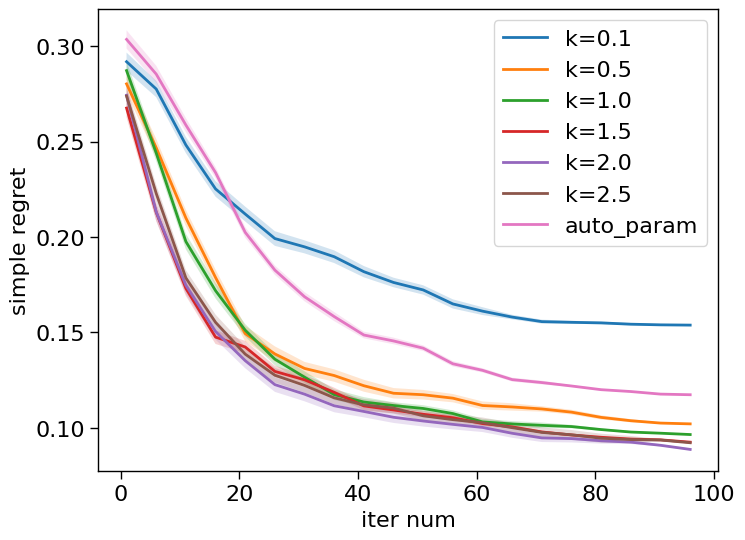 k=0.1
k=0.5
k=1.0
k=1.5
k=2.0
k=2.5
auto_param
simple regret
0.30
0.25
0.20
0.15
0.10
0
20
40
60
80
100
iter num